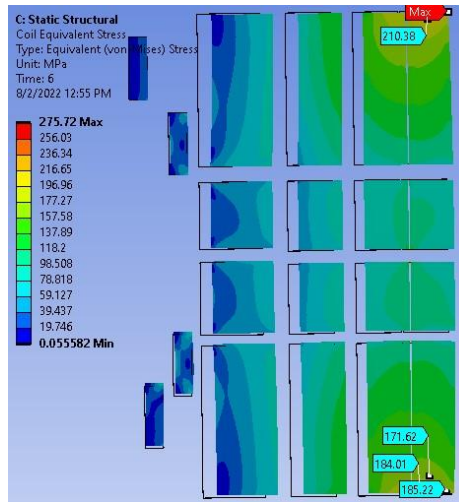 C: Static Structural
Coil Equivalent Stress
Type: Equivalent (von-Mises) Stress
Unit: MPa
Time: 6
8/2/2022 12:55 PM
275.72 Max
256.03
236.34
216.65
196.96
177.27
157.58
137.89
118.2
98.508
78.818
59.127
39.437
19.746
0.055582 Min
Max
210.38
171.62
184.01
185.22